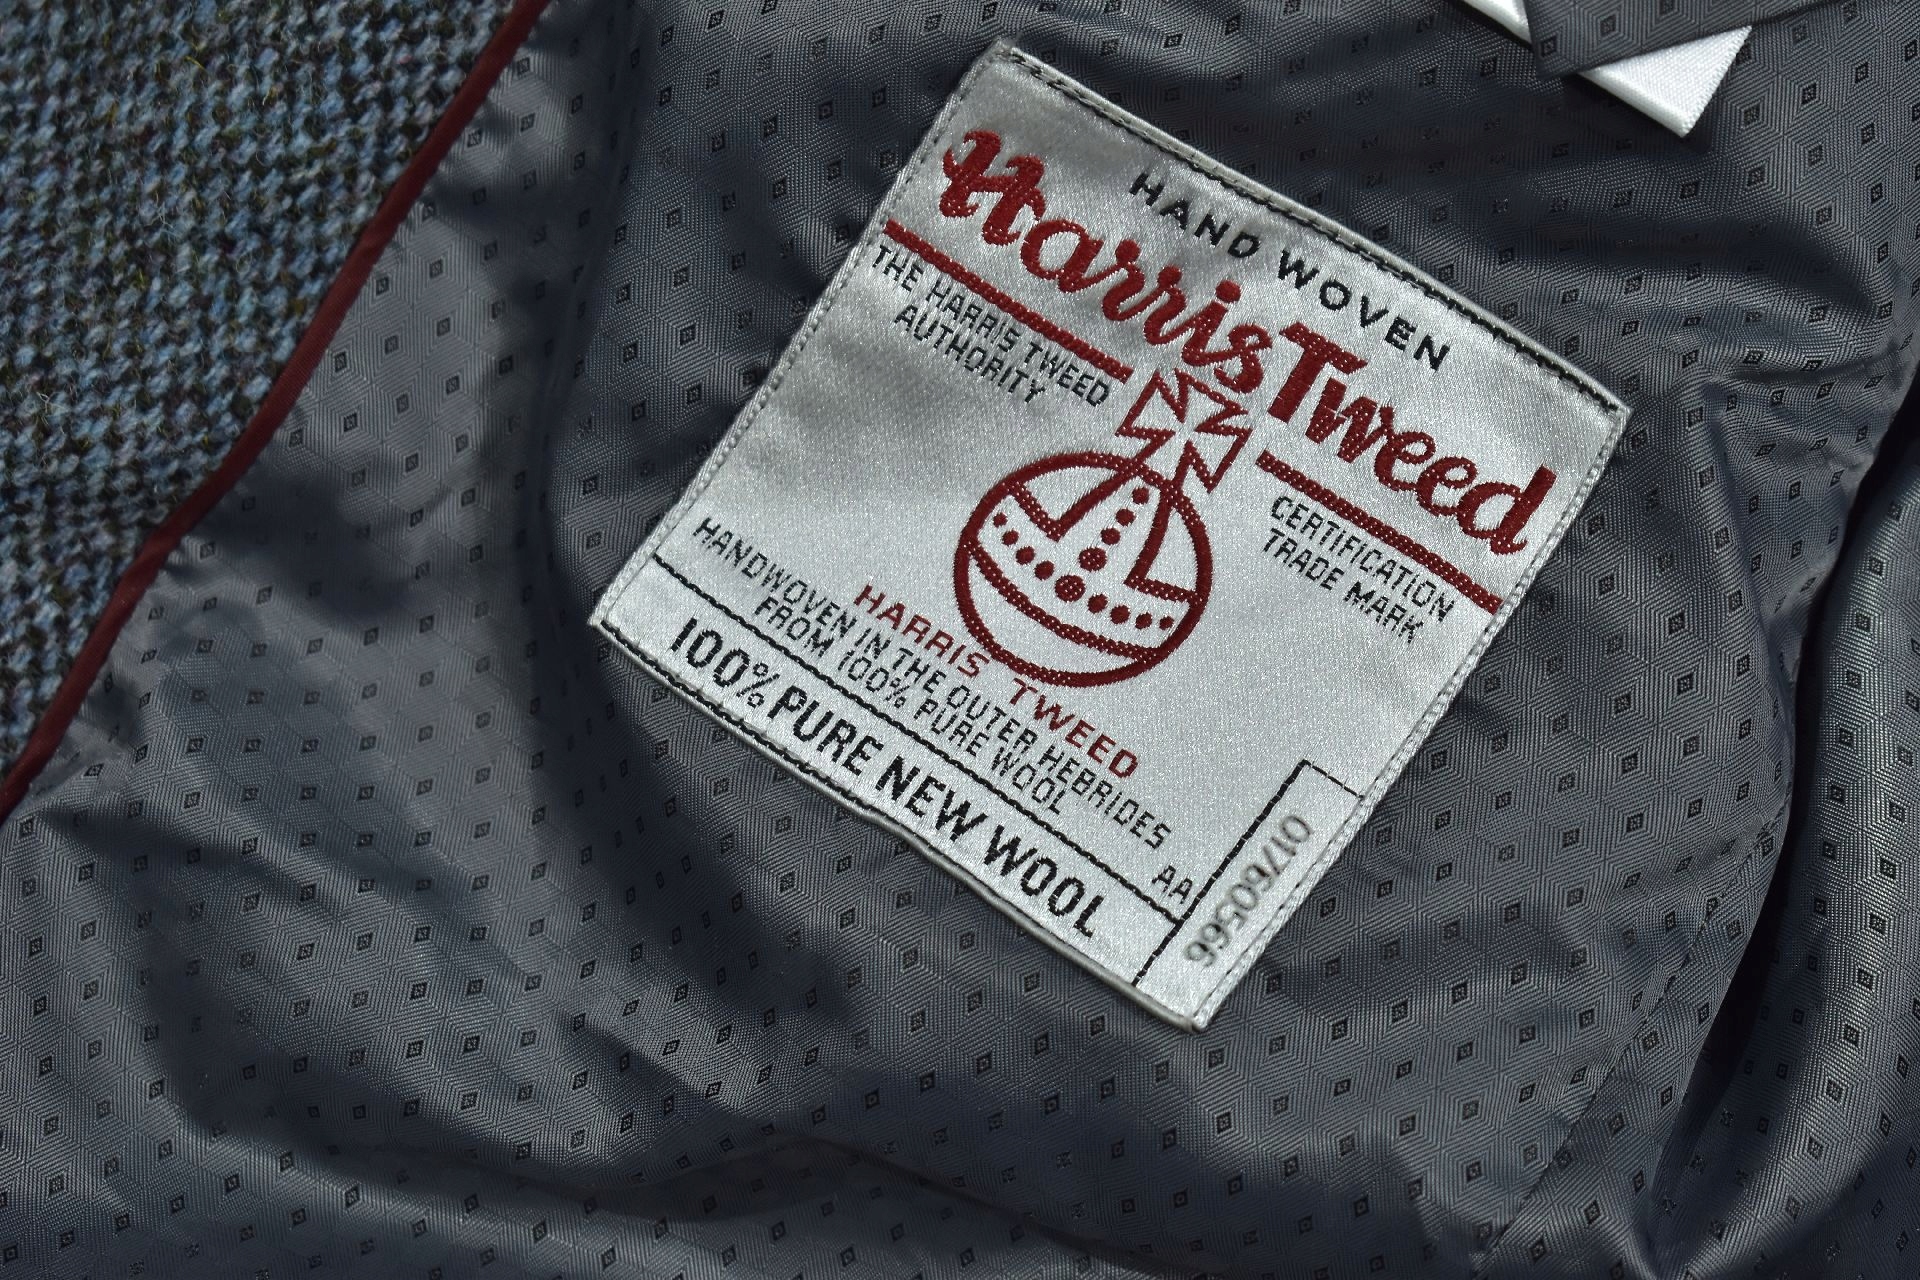 HAND WOVEN
Harris Tweed
THE HARRIS TWEED
AUTHORITY
CERTIFICATION
TRADE MARK
HARRIS TWEED
HANDWOVEN IN THE OUTER HEBRIDES
FROM 100% PURE WOOL
AA
100% PURE NEW WOOL
01760566